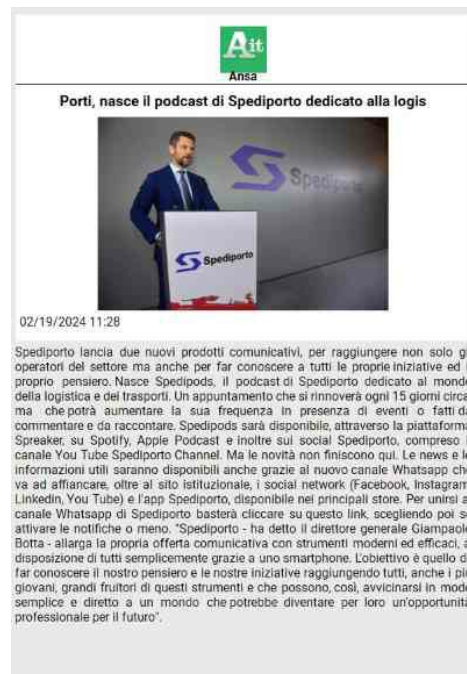 Ait
Ansa
Porti, nasce il podcast di Spediporto dedicato alla logis
Spediporto
Spediporto
02/19/2024 11:28
Spediporto lancia due nuovi prodotti comunicativi, per raggiungere non solo
operatori del settore ma anche per far conoscere a tutti le proprie iniziative ed
proprio pensiero. Nasce Spedipods, il podcast di Spediporto dedicato al mondo
della logistica e dei trasporti. Un appuntamento che si rinnoverà ogni 15 giorni circa
ma che potrà aumentare la sua frequenza in presenza di eventi o fatti da
commentare e da raccontare. Spedipods sarà disponibile, attraverso la piattaforma
Spreaker, su Spotify, Apple Podcast e inoltre sui social Spediporto, compreso
canale You Tube Spediporto Channel. Ma le novità non finiscono qui. Le news e le
informazioni utili saranno disponibili anche grazie al nuovo canale Whatsapp che
va ad affiancare, oltre al sito istituzionale, i social network (Facebook, Instagram
Linkedin, You Tube) e l'app Spediporto, disponibile nei principali store. Per unirsi
canale Whatsapp di Spediporto basterà cliccare su questo link, scegliendo poi se
attivare le notifiche o meno. "Spediporto - ha detto il direttore generale Giampaolo
Botta - allarga la propria offerta comunicativa con strumenti moderni ed efficaci, a
disposizione di tutti semplicemente grazie a uno smartphone. L'obiettivo è quello di
far conoscere il nostro pensiero e le nostre iniziative raggiungendo tutti, anche i più
giovani, grandi fruitori di questi strumenti e che possono, così, avvicinarsi in modo
semplice e diretto a un mondo che potrebbe diventare per loro un'opportunità
professionale per il futuro".